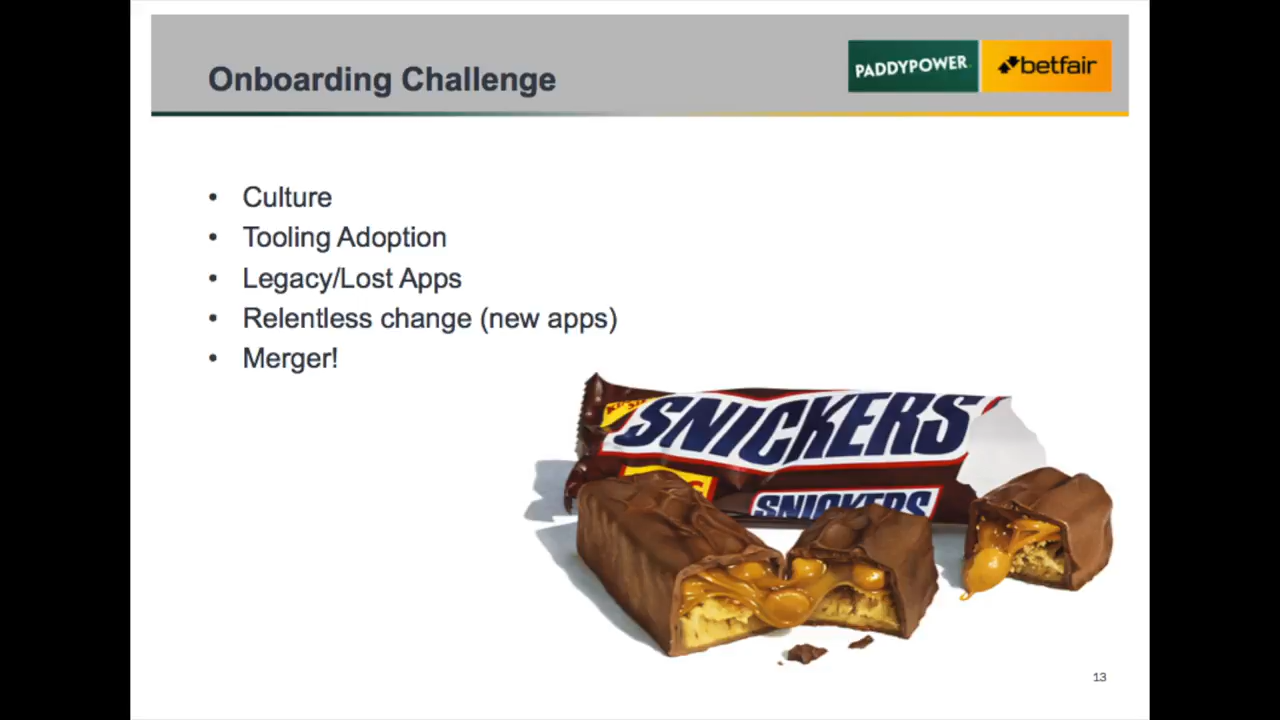 Onboarding Challenge
PADDYPOWER.
betfair
• Culture
• Tooling Adoption
• Legacy/Lost Apps
• Relentless change (new apps)
• Merger!
SNICKERS
SNICKERS
13